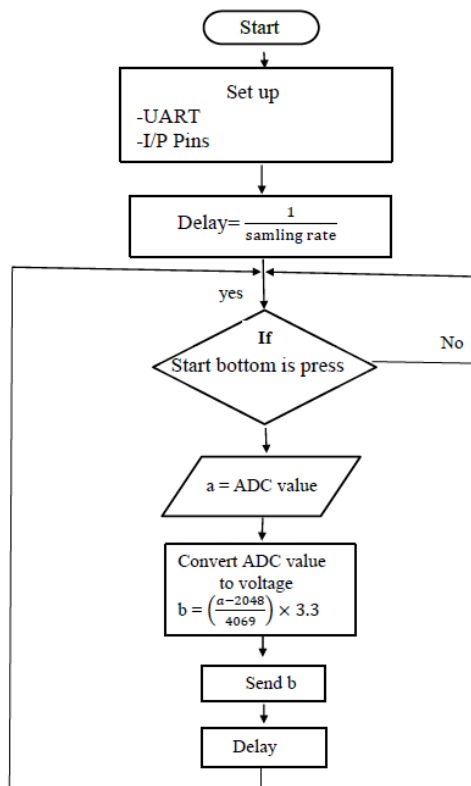 Start
Set up
-UART
-I/P Pins
Delay= 1/samling rate
yes
If
Start bottom is press
No
a = ADC value
Convert ADC value
to voltage
b = (a−2048/4069) × 3.3
Send b
Delay